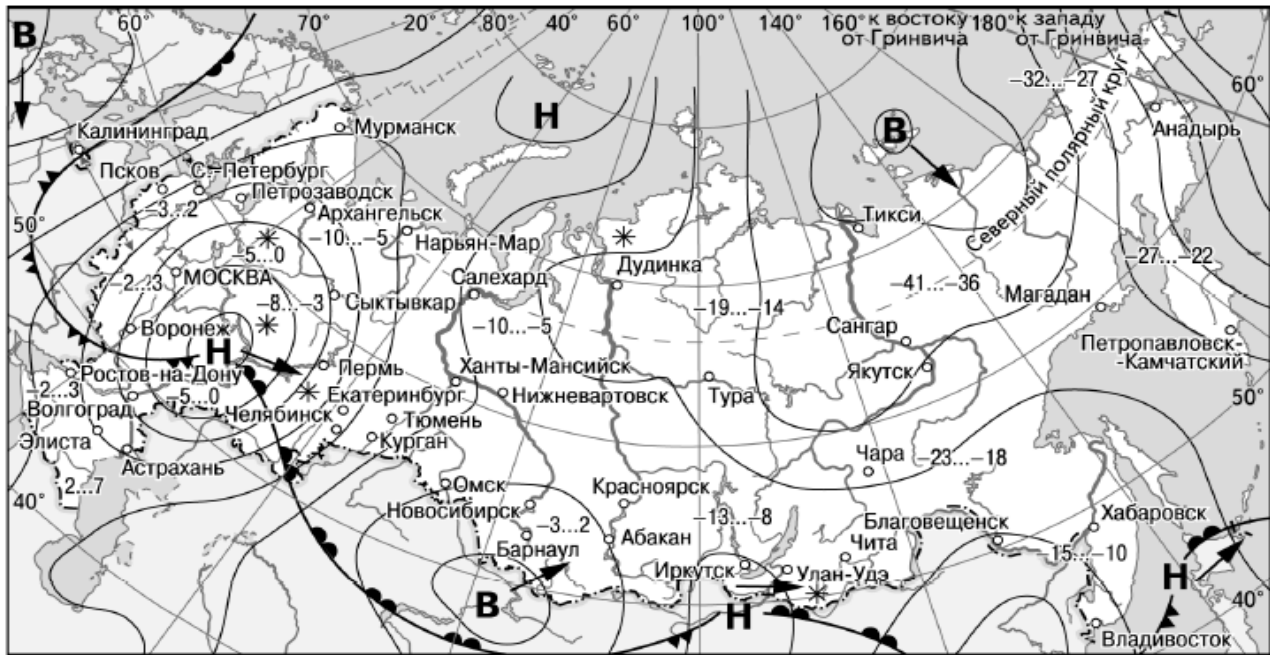 60°
70°
20°
80°
40°
60°
100°
140°
160°
к востоку
от Гринвича
180°
к западу
от Гринвича
В
Н
В
−32...−27
60°
Северный полярный круг
Анадырь
Калининград
Мурманск
Псков
С.-Петербург
Петрозаводск
−3...2
Архангельск
−10...−5
Нарьян-Мар
Тикси
50°
−5...0
Дудинка
−27...−22
−2...3
МОСКВА
Салехард
−8...−3
Сыктывкар
−41...−36
Магадан
−10...−5
−19...−14
Воронеж
Сангар
Н
Петропавловск-
-Камчатский
Пермь
Ханты-Мансийск
Якутск
Ростов-на-Дону
−2...3
Екатеринбург
Нижневартовск
Тура
−5...0
50°
Волгоград
Челябинск
Тюмень
Элиста
Курган
Чара
−23...−18
Астрахань
2...7
Омск
Красноярск
40°
Новосибирск
−3...2
−13...−8
Благовещенск
Хабаровск
Барнаул
Абакан
Чита
−15...−10
Иркутск
Улан-Удэ
В
Н
Н
40°
Владивосток